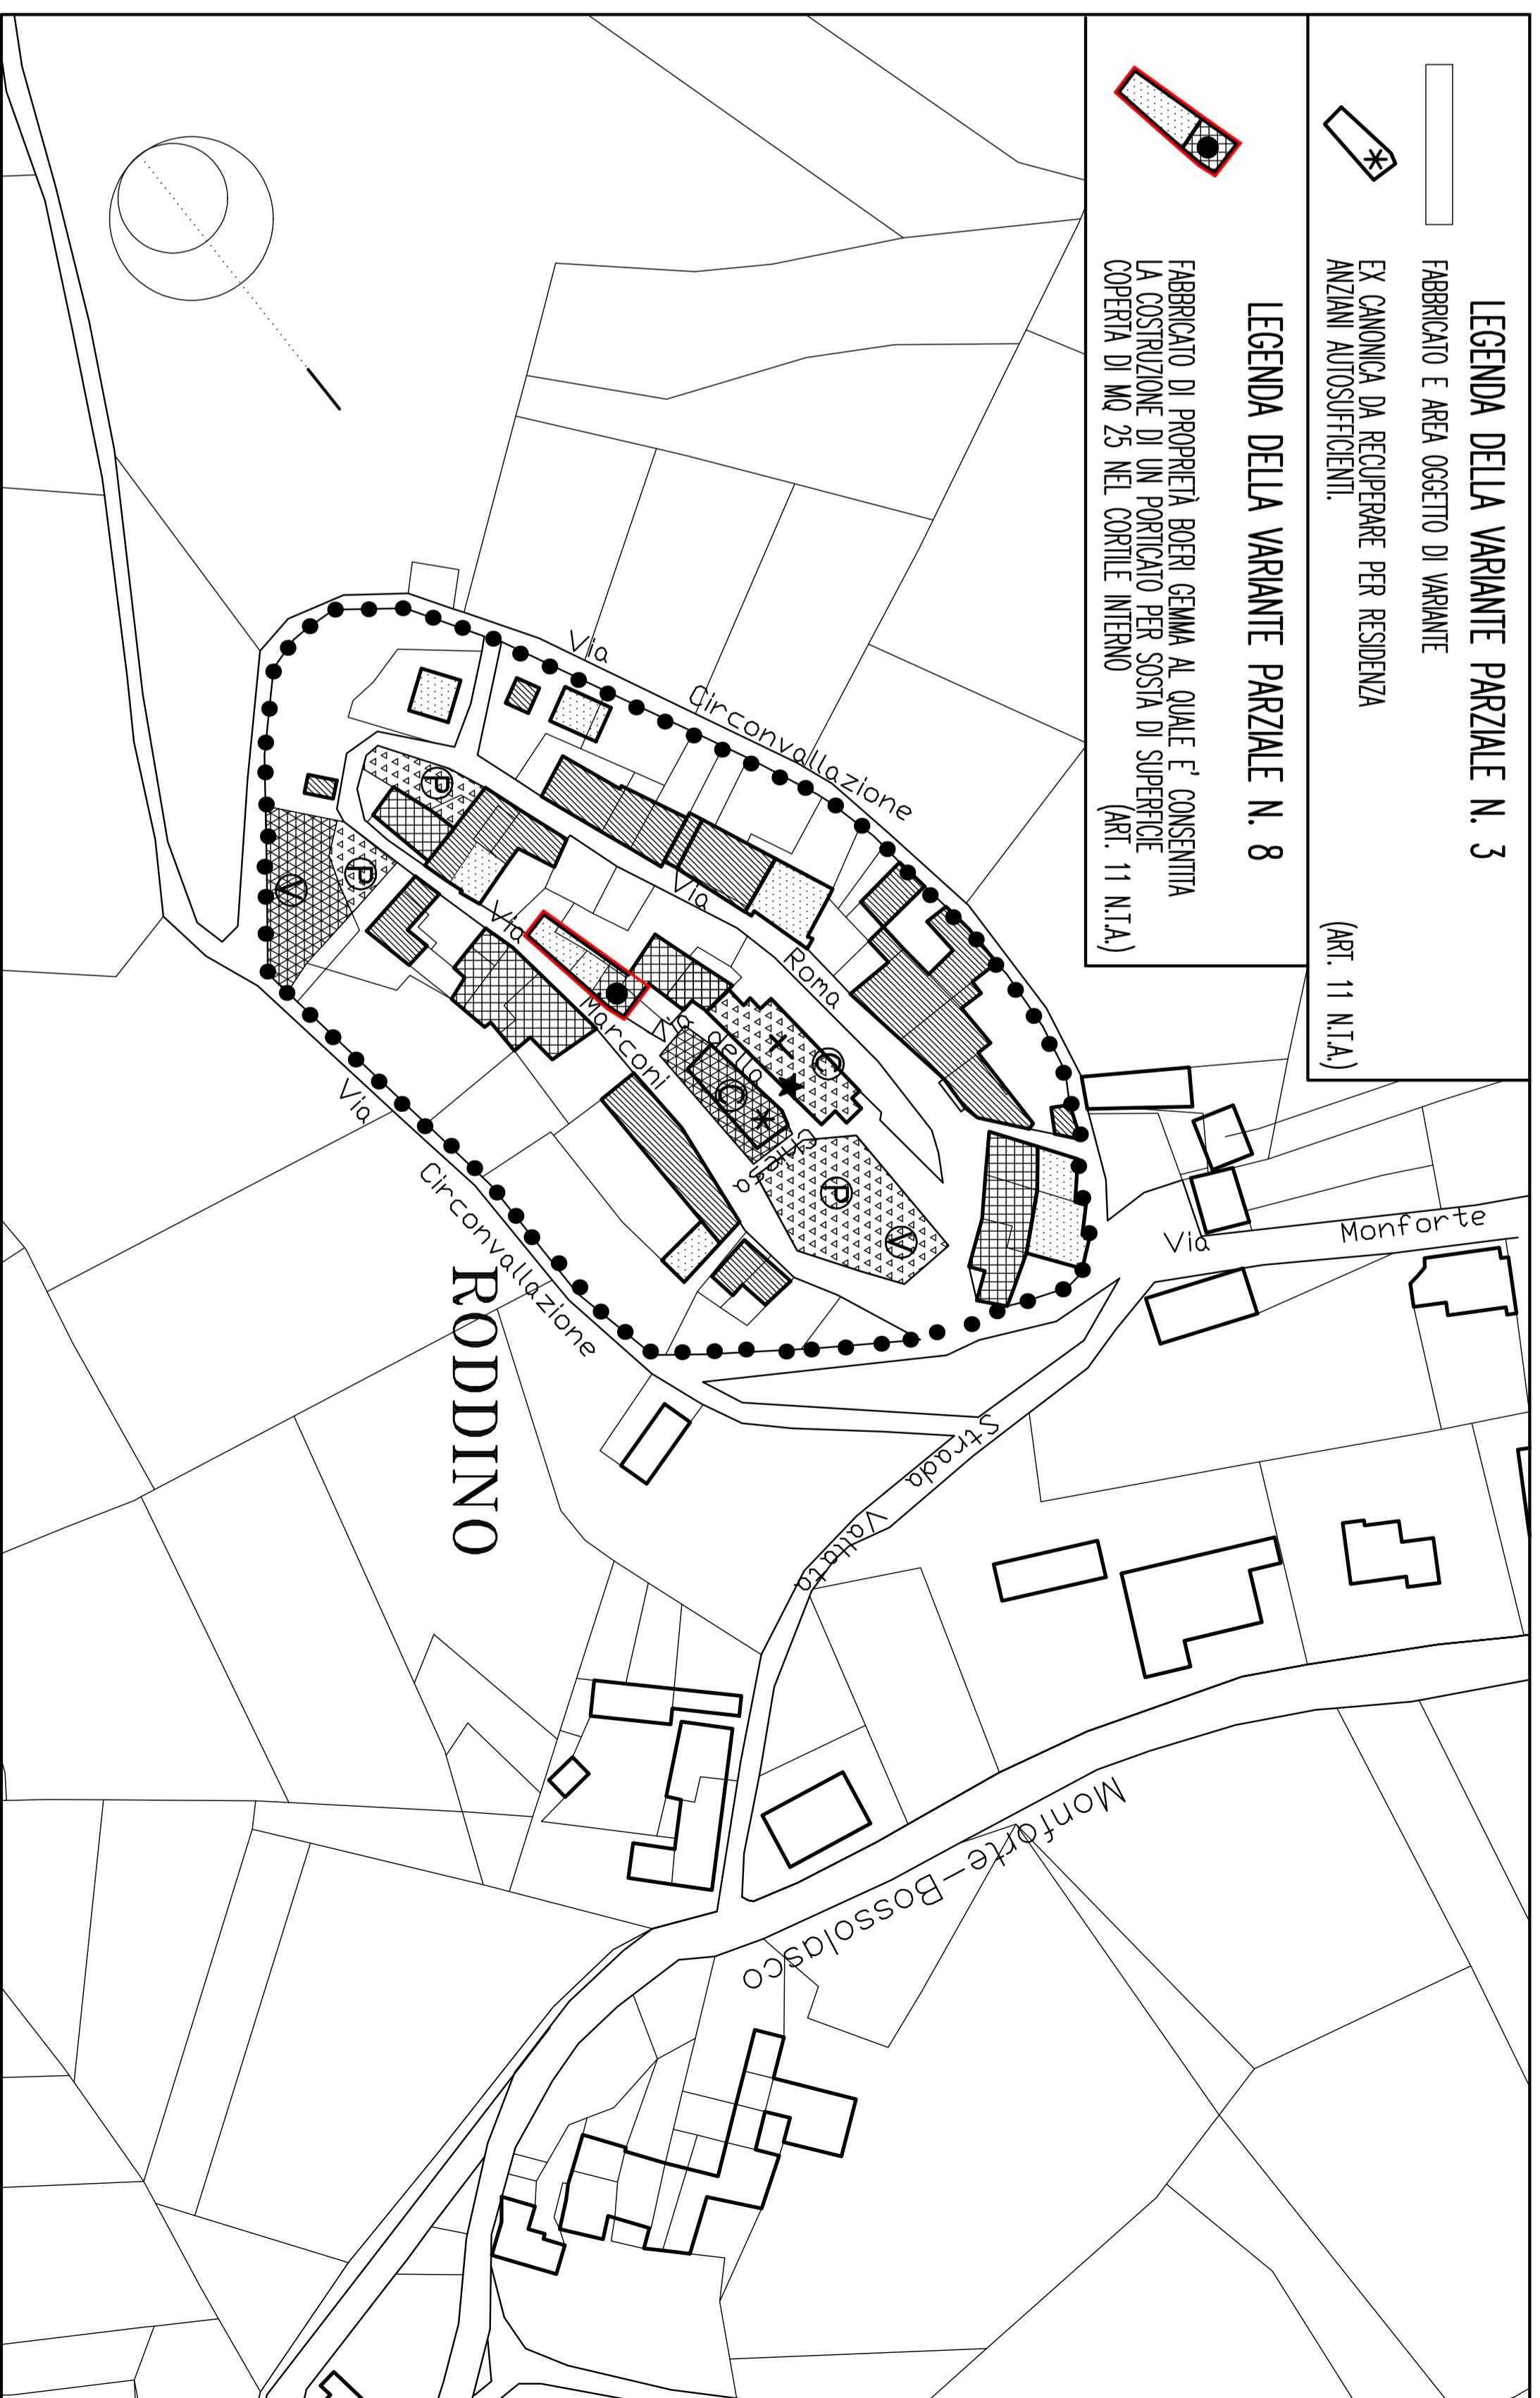 LEGENDA DELLA VARIANTE PARZIALE N. 3
FABBRICATO E AREA OGGETTO DI VARIANTE
EX CANONICA DA RECUPERARE PER RESIDENZA
ANZIANI AUTOSUFFICIENTI.
(ART. 11 N.T.A.)
LEGENDA DELLA VARIANTE PARZIALE N. 8
FABBRICATO DI PROPRIETÀ BOERI GEMMA AL QUALE E' CONSENTITA
LA COSTRUZIONE DI UN PORTICATO PER SOSTA DI SUPERFICIE
COPERTA DI MQ 25 NEL CORTILE INTERNO
(ART. 11 N.T.A.)
Via Circonvallazione
Via Roma
Via Marconi
Via della Chiesa
Via Circonvallazione
Via Monforte
Strada Vallata
Monforte-Bossolasco
RODDINO
P
P
V
C
C
P
V